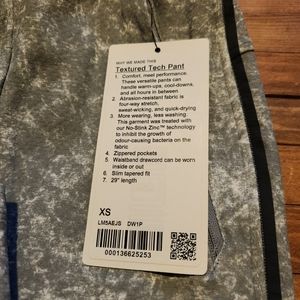 WHY WE MADE THIS
Textured Tech Pant
1. Comfort, meet performance.
These versatile pants can
handle warm-ups, cool-downs,
and all hours in between
2. Abrasion-resistant fabric is
four-way stretch,
sweat-wicking, and quick-drying
3. More wearing, less washing.
This garment was treated with
our No-Stink Zinc™ technology
to inhibit the growth of
odour-causing bacteria on the
fabric
4. Zippered pockets
5. Waistband drawcord can be worn
inside or out
6. Slim tapered fit
7. 29" length
XS
LM5AEJS DW1P
000136625253